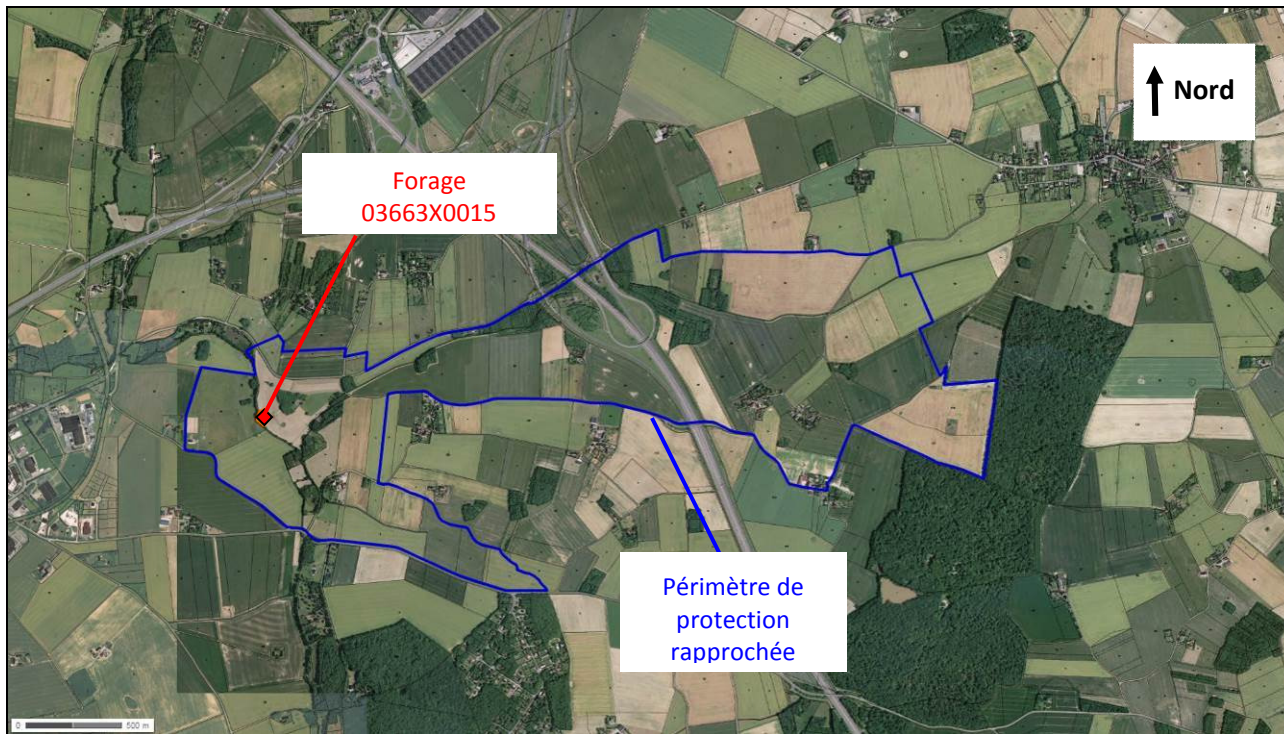 Nord
Forage
03663X0015
Périmètre de
protection
rapprochée
0 500 m